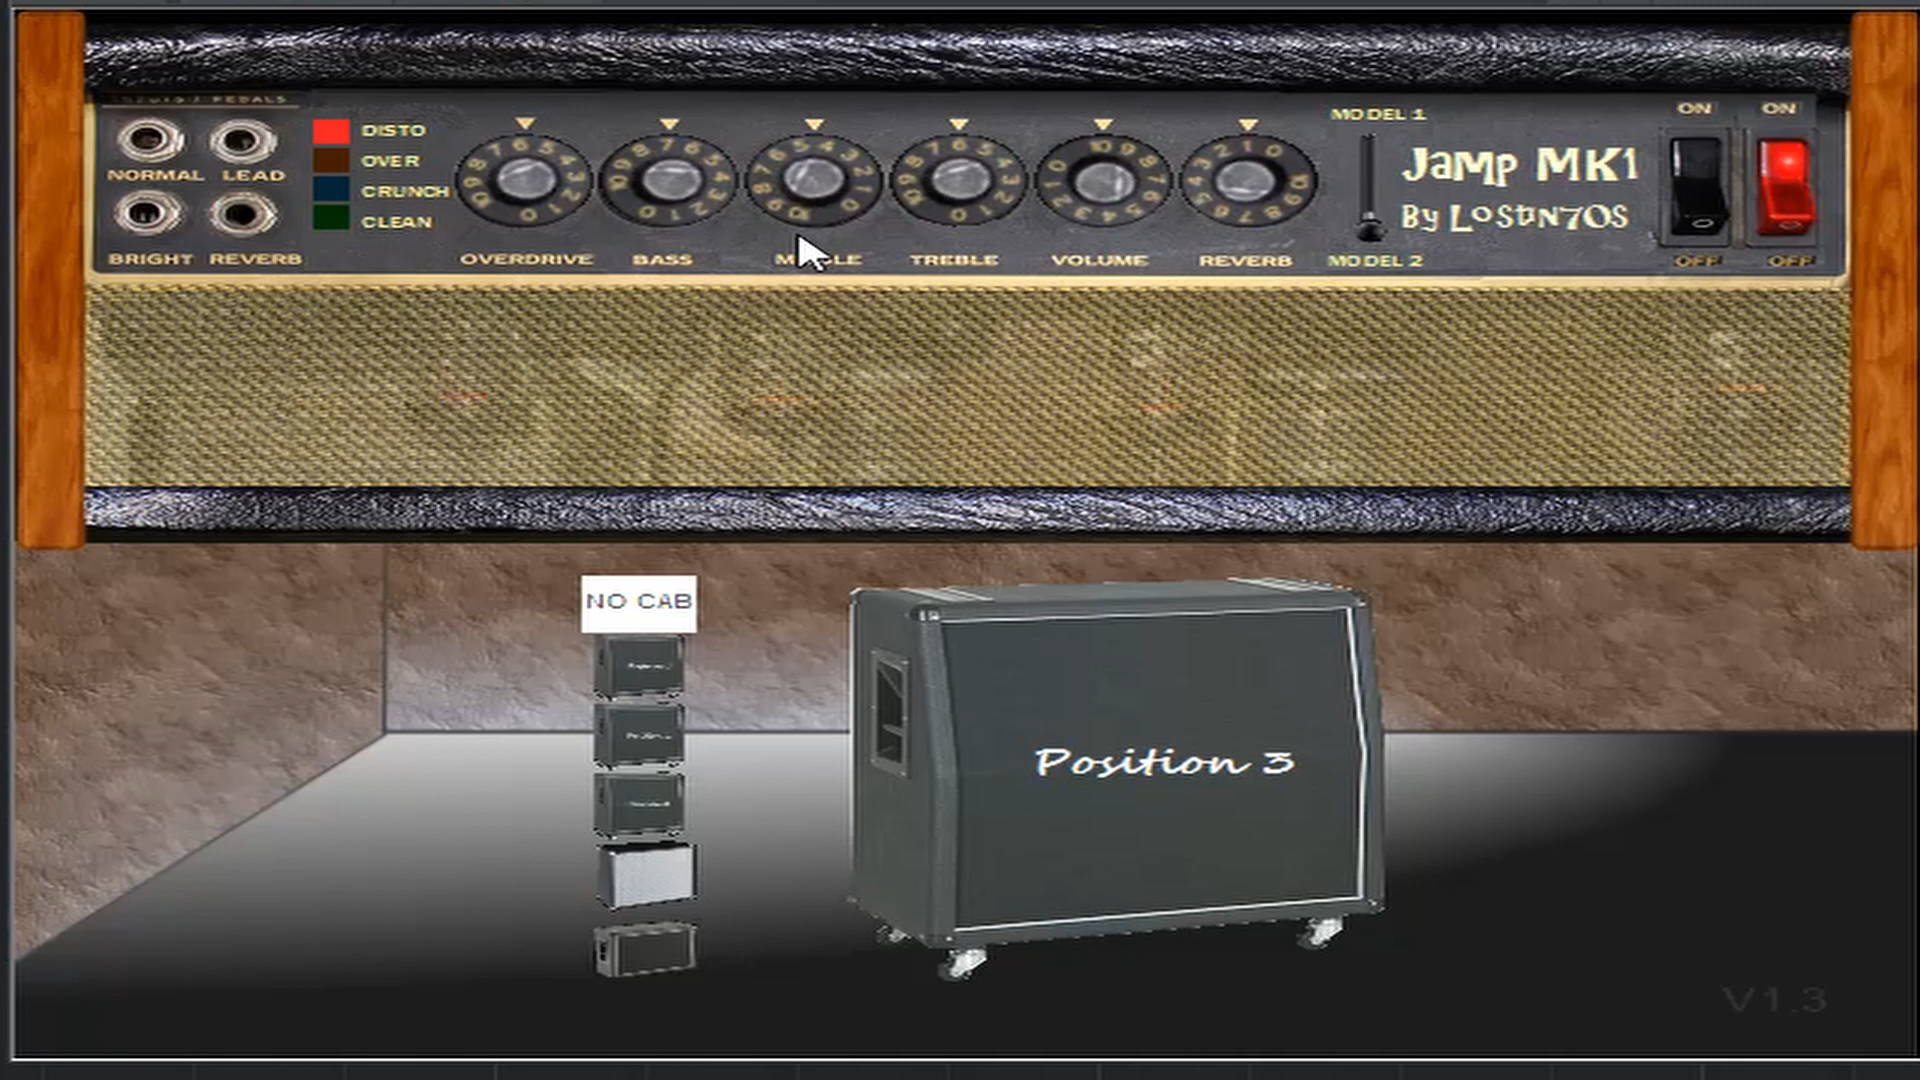 ON ON
MODEL 1
DISTO
OVER
CRUNCH
CLEAN
NORMAL LEAD
BRIGHT REVERB
OVERDRIVE BASS TREBLE VOLUME REVERB
JAMP MK1
By LostIN70S
MODEL 2
OFF OFF
NO CAB
Position 3
V1.3